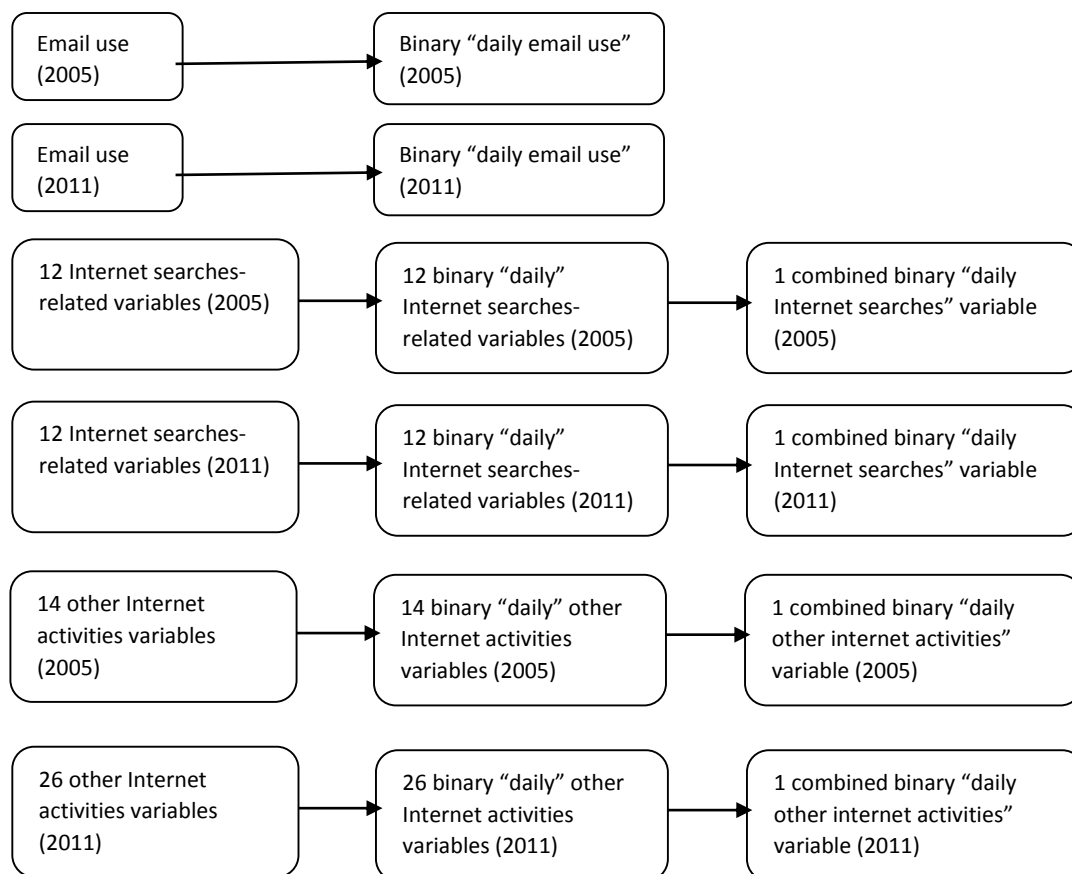 Email use
(2005)
Binary “daily email use”
(2005)
Email use
(2011)
Binary “daily email use”
(2011)
12 Internet searches-
related variables (2005)
12 binary “daily”
Internet searches-
related variables (2005)
1 combined binary “daily
Internet searches” variable
(2005)
12 Internet searches-
related variables (2011)
12 binary “daily”
Internet searches-
related variables (2011)
1 combined binary “daily
Internet searches” variable
(2011)
14 other Internet
activities variables
(2005)
14 binary “daily” other
Internet activities
variables (2005)
1 combined binary “daily
other internet activities”
variable (2005)
26 other Internet
activities variables
(2011)
26 binary “daily” other
Internet activities
variables (2011)
1 combined binary “daily
other internet activities”
variable (2011)